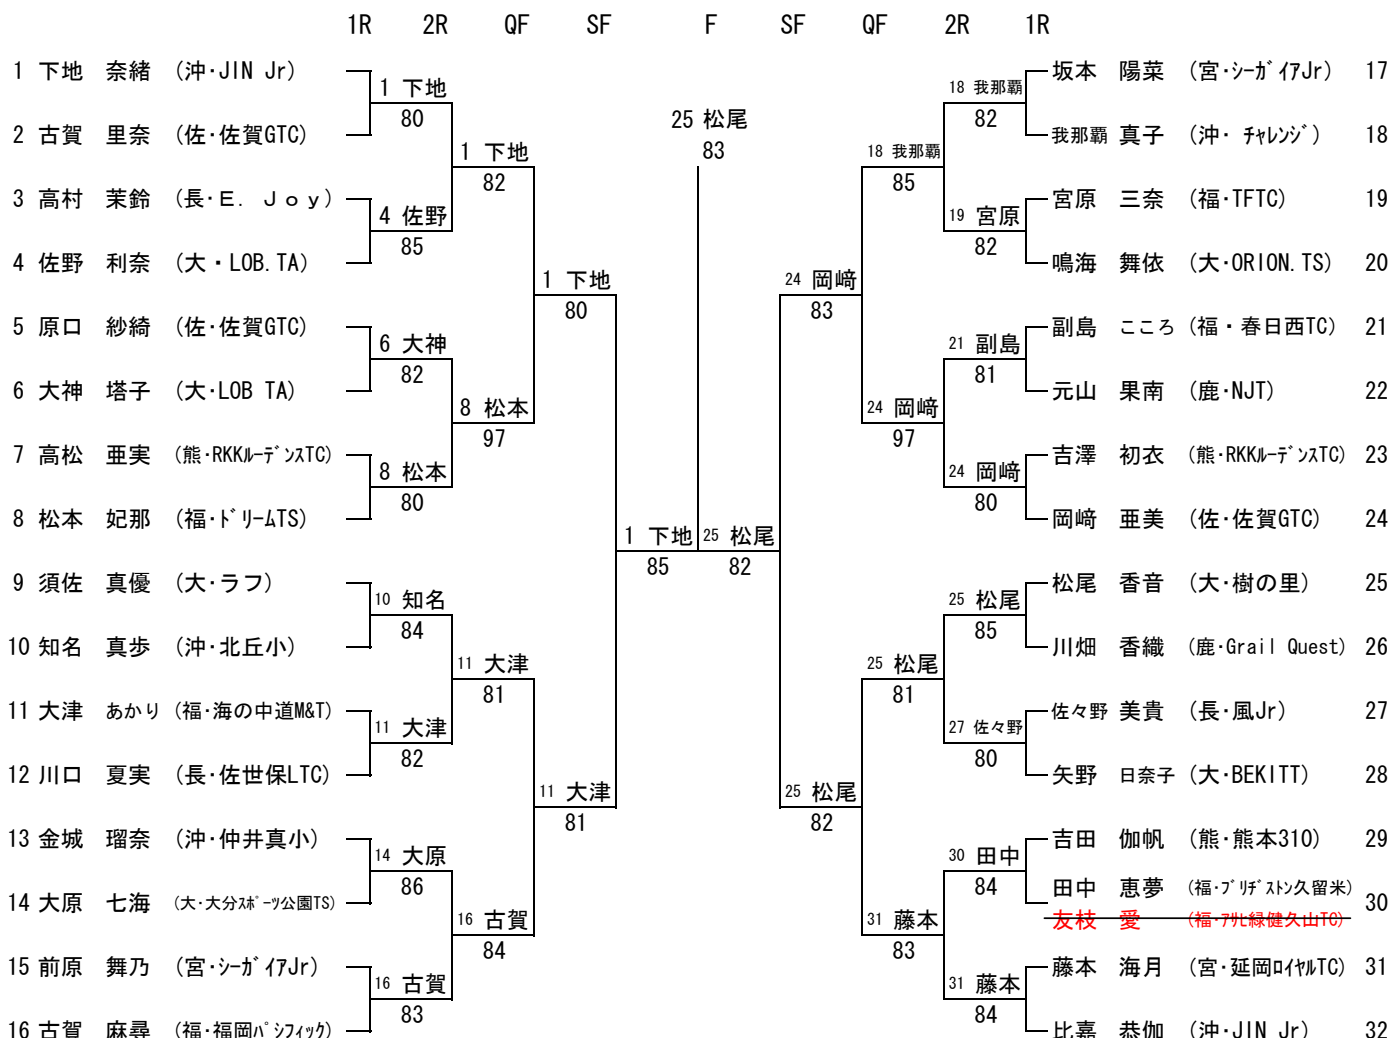 1R 2R QF SF F SF QF 2R 1R
1 下地 奈緒 (沖・JIN Jr)
2 古賀 里奈 (佐・佐賀GTC)
3 高村 茉鈴 (長・E. Joy)
4 佐野 利奈 (大・LOB.TA)
5 原口 紗綺 (佐・佐賀GTC)
6 大神 塔子 (大・LOB TA)
7 高松 亜実 (熊・RKKルーデンスTC)
8 松本 妃那 (福・ドリームTS)
9 須佐 真優 (大・ラフ)
10 知名 真歩 (沖・北丘小)
11 大津 あかり (福・海の中道M&T)
12 川口 夏実 (長・佐世保LTC)
13 金城 瑠奈 (沖・仲井真小)
14 大原 七海 (大・大分スポーツ公園TS)
15 前原 舞乃 (宮・シーガイアJr)
16 古賀 麻尋 (福・福岡パシフィック)
1 下地
80
4 佐野
85
6 大神
82
8 松本
80
10 知名
84
11 大津
82
14 大原
86
16 古賀
83
1 下地
82
8 松本
97
11 大津
81
16 古賀
84
1 下地
80
11 大津
81
1 下地
85
25 松尾
83
25 松尾
82
24 岡﨑
83
25 松尾
82
18 我那覇
85
24 岡﨑
97
25 松尾
81
31 藤本
83
18 我那覇
82
19 宮原
82
21 副島
81
24 岡﨑
80
25 松尾
85
27 佐々野
80
30 田中
84
31 藤本
84
坂本 陽菜 (宮・シーガイアJr) 17
我那覇 真子 (沖・チャレンジ) 18
宮原 三奈 (福・TFTC) 19
鳴海 舞依 (大・ORION.TS) 20
副島 こころ (福・春日西TC) 21
元山 果南 (鹿・NJT) 22
吉澤 初衣 (熊・RKKルーデンスTC) 23
岡﨑 亜美 (佐・佐賀GTC) 24
松尾 香音 (大・樹の里) 25
川畑 香織 (鹿・Grail Quest) 26
佐々野 美貴 (長・風Jr) 27
矢野 日奈子 (大・BEKITT) 28
吉田 伽帆 (熊・熊本310) 29
田中 恵夢 (福・ブリヂストン久留米) 30
友枝 愛 (福・アサヒ緑健久山TC)
藤本 海月 (宮・延岡ロイヤルTC) 31
比嘉 恭伽 (沖・JIN Jr) 32